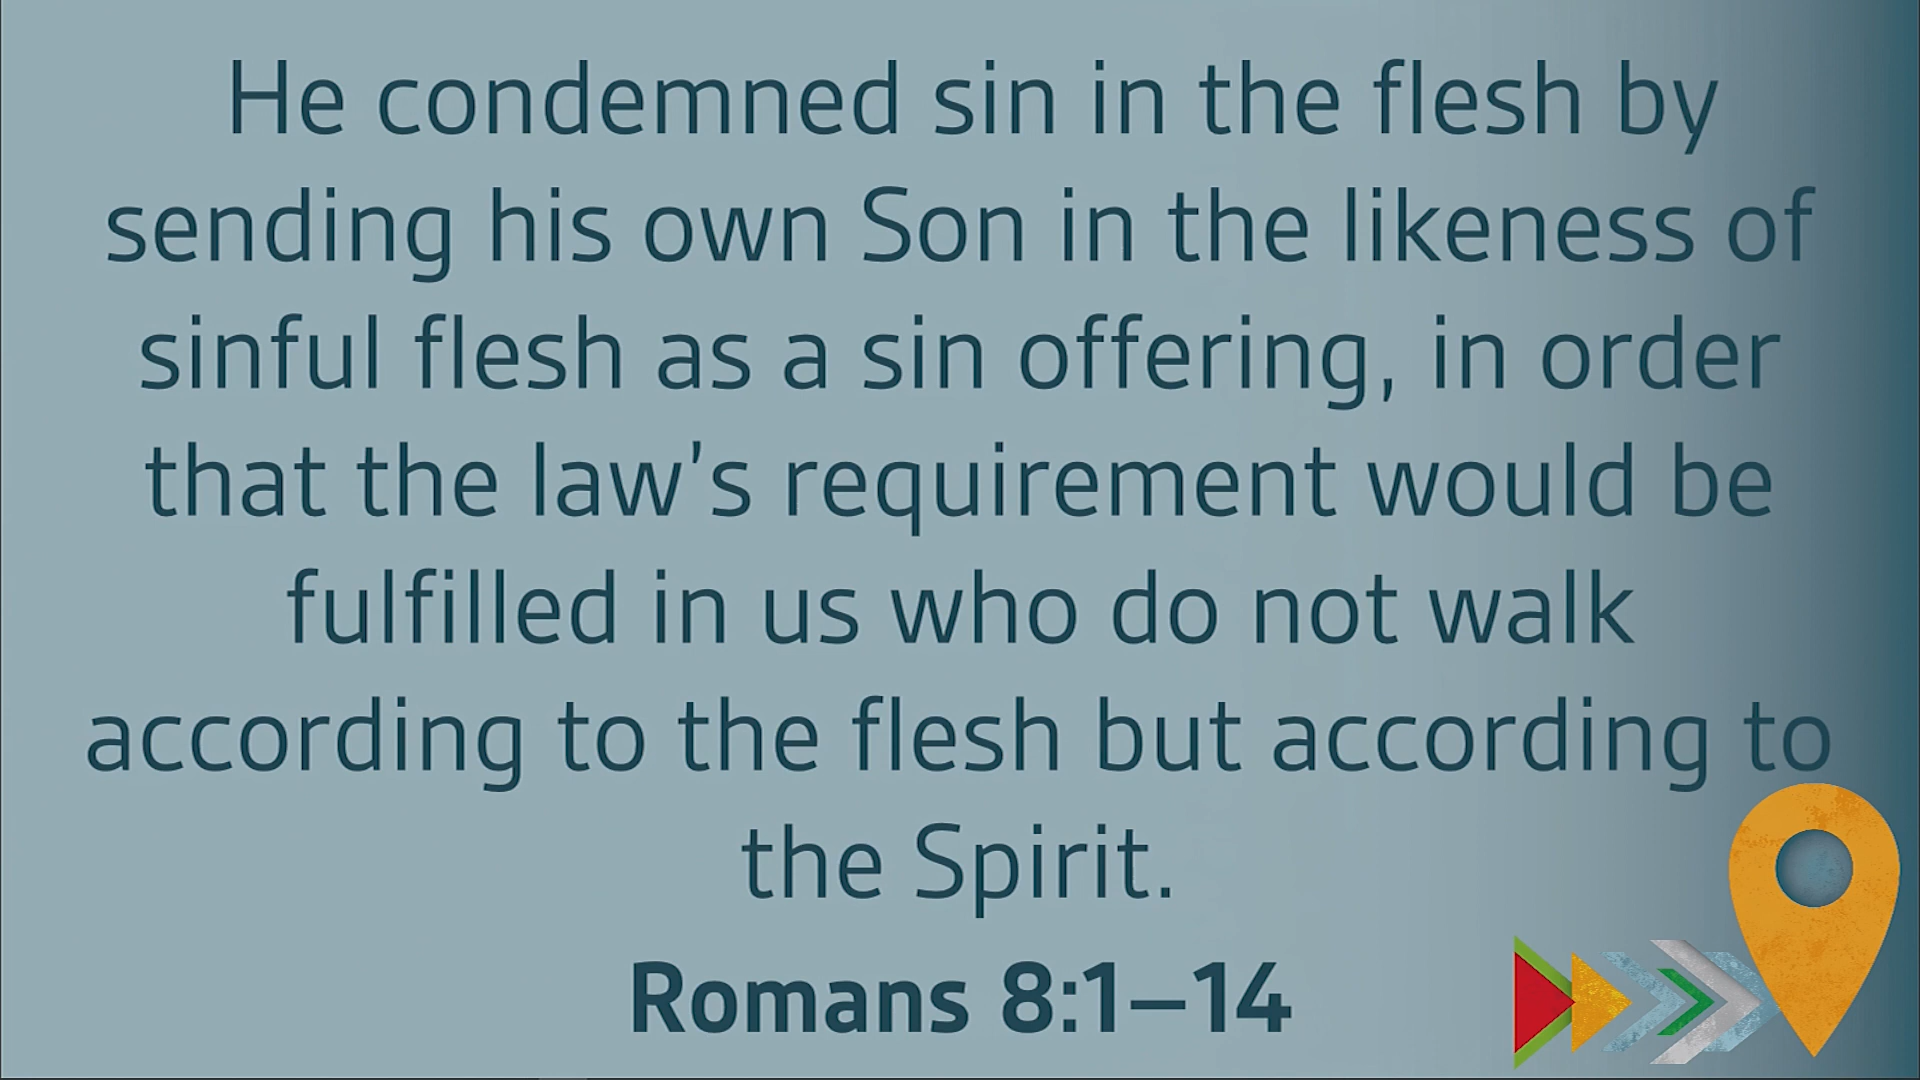 He condemned sin in the flesh by
sending his own Son in the likeness of
sinful flesh as a sin offering, in order
that the law’s requirement would be
fulfilled in us who do not walk
according to the flesh but according to
the Spirit.
Romans 8:1–14